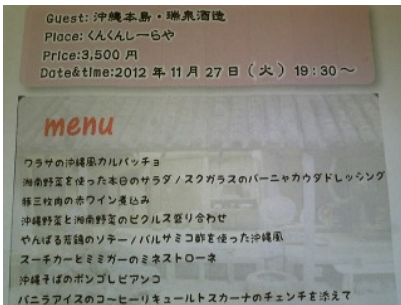 Guest: 沖縄本島・瑞泉酒造
Place: くんくんしーらや
Price:3,500 円
Date&time:2012 年 11 月 27 日 ( 火 ) 19 : 30 〜
menu
ワラサの沖縄風カルパッチョ
湘南野菜を使った本日のサラダ / スクガラスのバーニャカウダドレッシング
豚三枚肉の赤ワイン煮込み
沖縄野菜と湘南野菜のピクルス盛り合わせ
やんばる若鶏のソテー / バルサミコ酢を使った沖縄風
スーチカーとミミガーのミネストローネ
沖縄そばのボンゴレビアンコ
バニラアイスのコーヒーリキュールトスカーナのチェンチを添えて